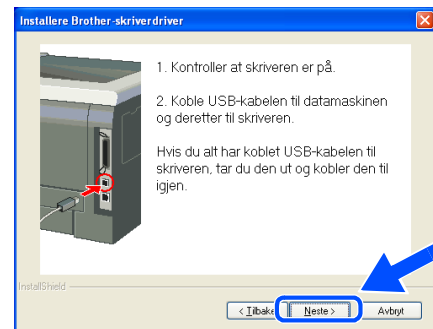 Installere Brother-skriverdriver
1. Kontroller at skriveren er på.
2. Koble USB-kabelen til datamaskinen
og deretter til skriveren.
Hvis du alt har koblet USB-kabelen til
skriveren, tar du den ut og kobler den til
igjen.
InstallShield
< Tilbake Neste > Avbryt